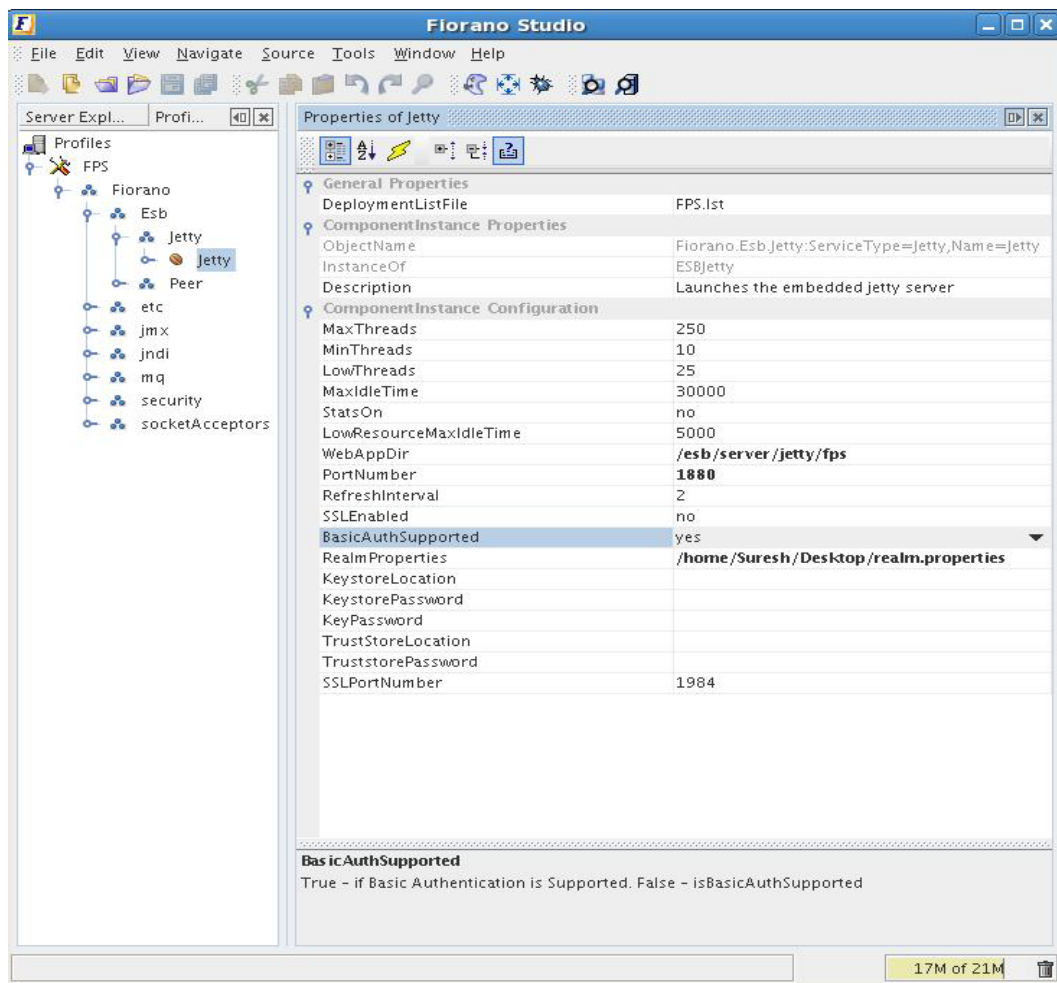 Fiorano Studio
File Edit View Navigate Source Tools Window Help
Server Expl... Profi...
Profiles
FPS
Fiorano
Esb
Jetty
Jetty
Peer
etc
jmx
jndi
mq
security
socketAcceptors
Properties of Jetty
General Properties
DeploymentListFile FPS.lst
ComponentInstance Properties
ObjectName Fiorano.Esb.Jetty:ServiceType=Jetty,Name=Jetty
InstanceOf ESBJetty
Description Launches the embedded jetty server
ComponentInstance Configuration
MaxThreads 250
MinThreads 10
LowThreads 25
MaxIdleTime 30000
StatsOn no
LowResourceMaxIdleTime 5000
WebAppDir /esb/server/jetty/fps
PortNumber 1880
RefreshInterval 2
SSLEnabled no
BasicAuthSupported yes
RealmProperties /home/Suresh/Desktop/realm.properties
KeystoreLocation
KeystorePassword
KeyPassword
TrustStoreLocation
TruststorePassword
SSLPortNumber 1984
BasicAuthSupported
True - if Basic Authentication is Supported. False - isBasicAuthSupported
17M of 21M